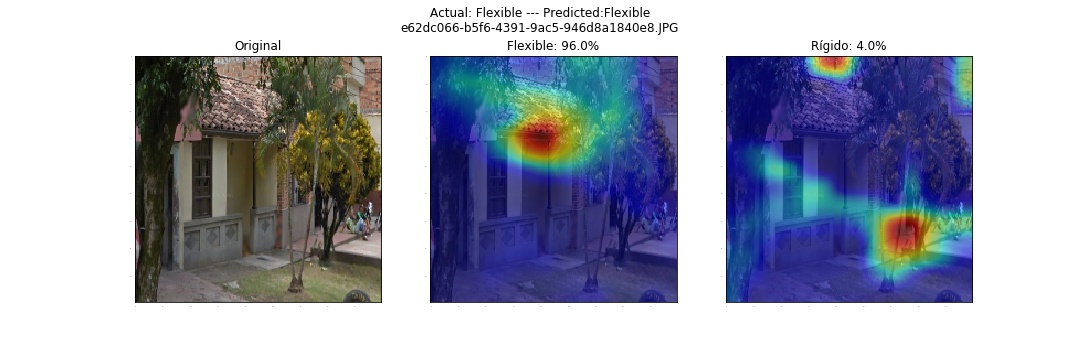 Actual: Flexible --- Predicted:Flexible
e62dc066-b5f6-4391-9ac5-946d8a1840e8.JPG
Original
Flexible: 96.0%
Rígido: 4.0%